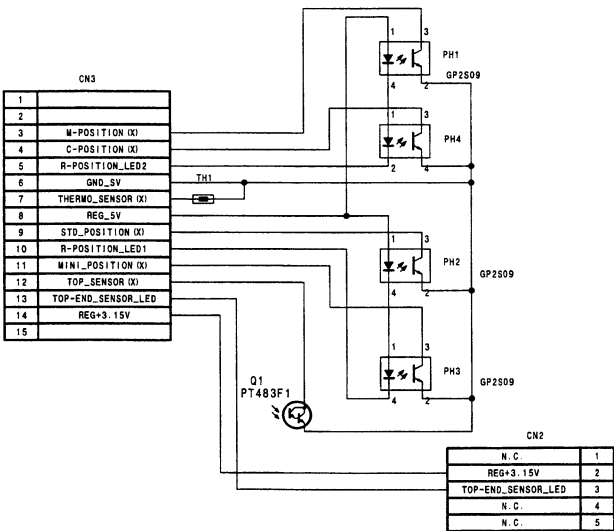 1 3
PH1
GP2S09
4 2
CN3
1
2
3 M-POSITION(X)
4 C-POSITION(X)
5 R-POSITION_LED2
6 GND_SV
7 THERMO_SENSOR(X)
8 REG_5V
9 STD_POSITION(X)
10 R-POSITION_LED1
11 MINI_POSITION(X)
12 TOP_SENSOR(X)
13 TOP-END_SENSOR_LED
14 REG+3.15V
15
1 3
PH4
2 4
TH1
1 3
PH2
GP2S09
4 2
1 3
PH3
GP2S09
4 2
Q1
PT483F1
CN2
N.C. 1
REG+3.15V 2
TOP-END_SENSOR_LED 3
N.C. 4
N.C. 5